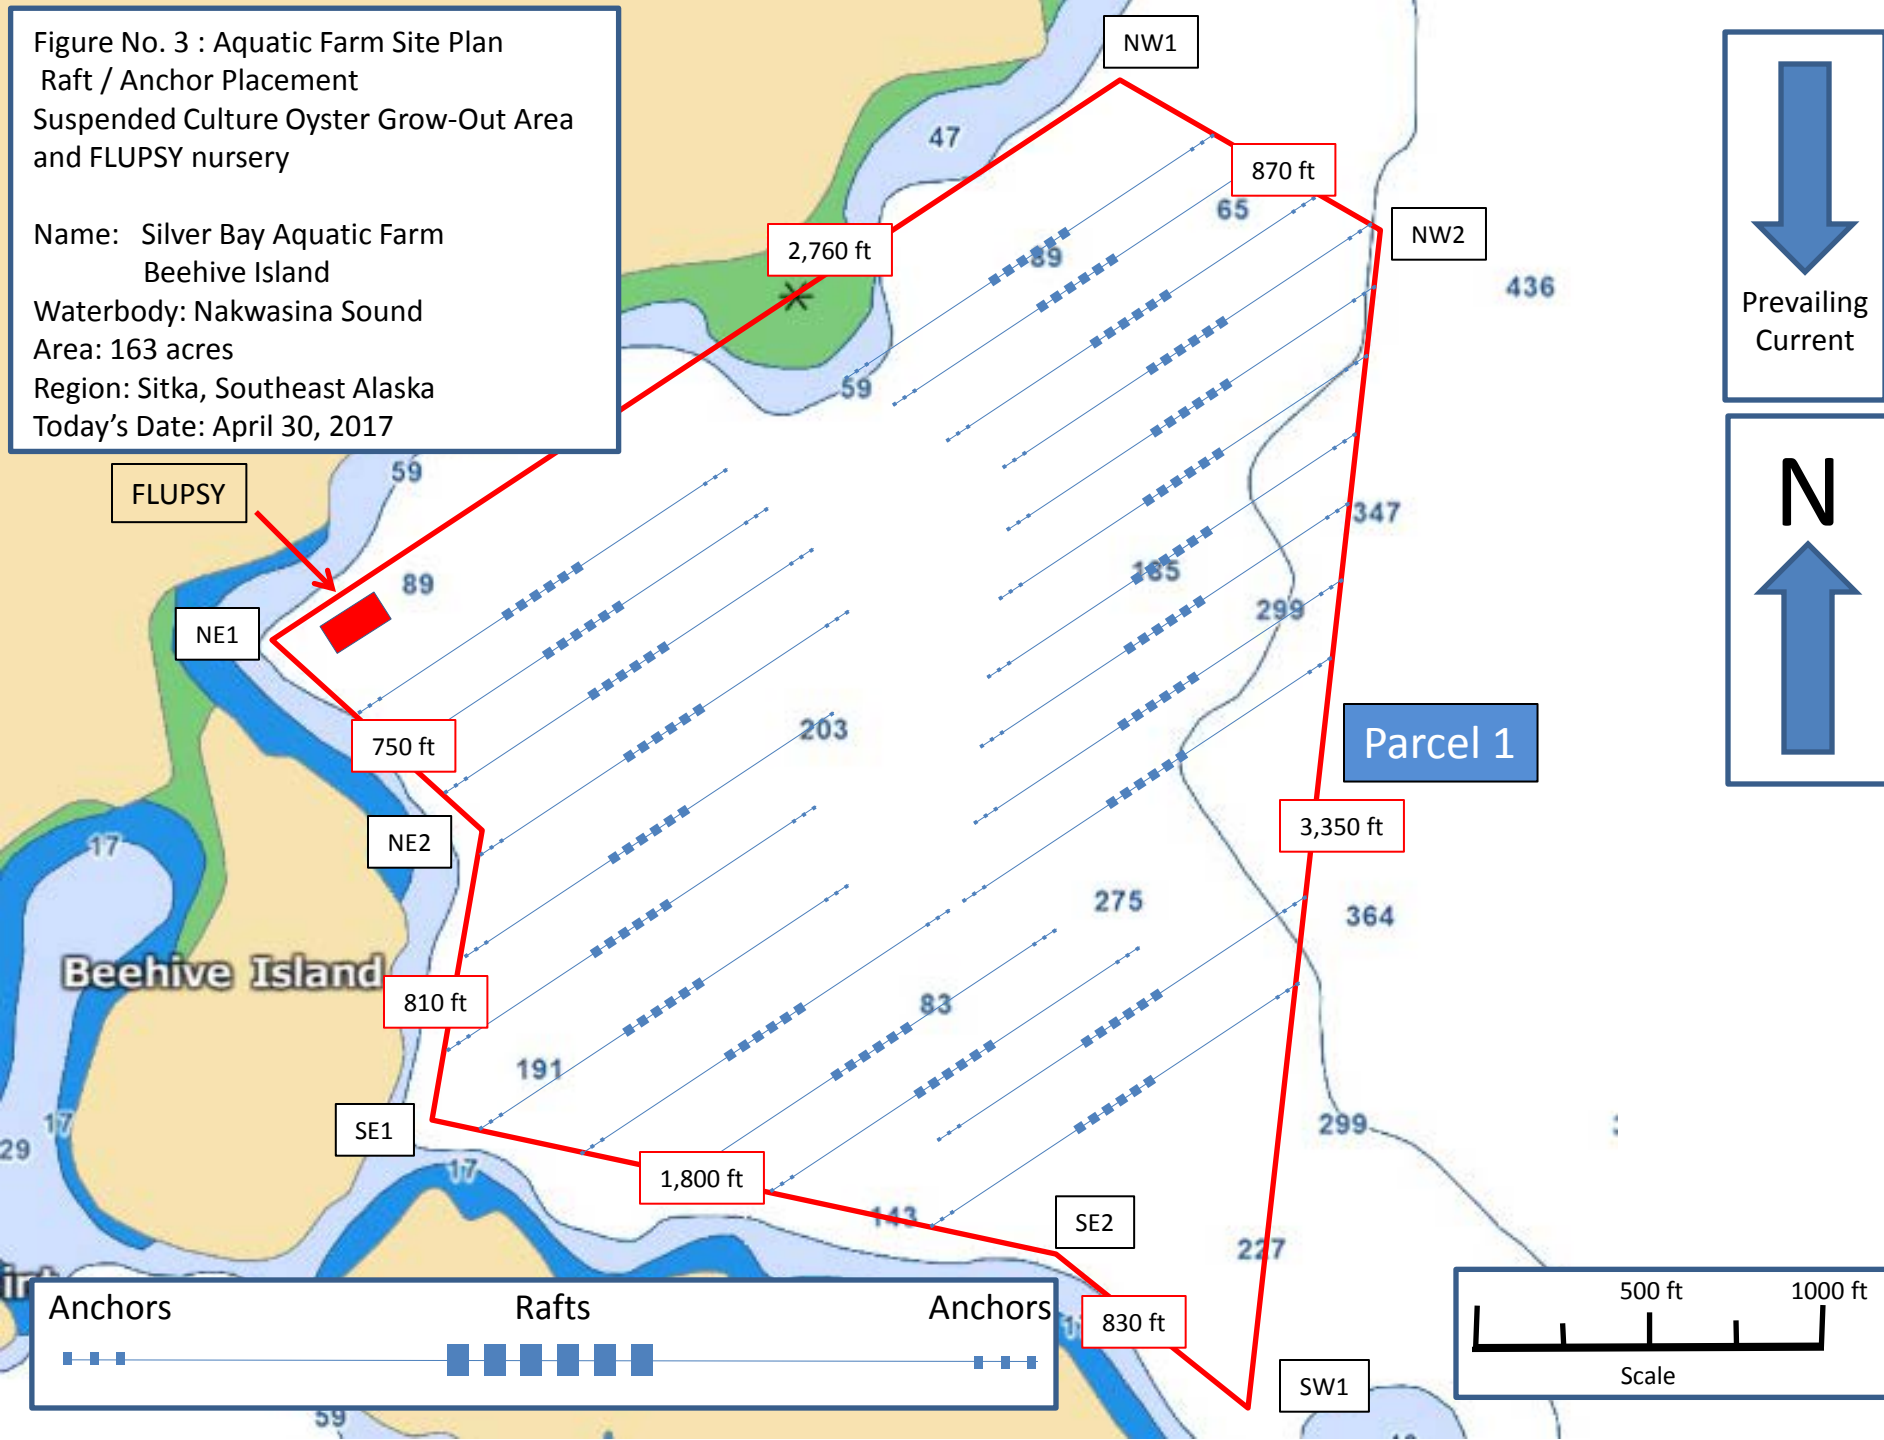 Figure No. 3 : Aquatic Farm Site Plan
Raft / Anchor Placement
Suspended Culture Oyster Grow-Out Area
and FLUPSY nursery
Name: Silver Bay Aquatic Farm
Beehive Island
Waterbody: Nakwasina Sound
Area: 163 acres
Region: Sitka, Southeast Alaska
Today's Date: April 30, 2017
NW1
47
870 ft
65
NW2
2,760 ft
89
436
Prevailing
Current
59
59
FLUPSY
N
347
89
185
299
NE1
203
750 ft
Parcel 1
3,350 ft
NE2
17
275
364
Beehive Island
810 ft
83
191
17
SE1
299
29
17
1,800 ft
143
SE2
227
Anchors Rafts Anchors
830 ft
500 ft 1000 ft
Scale
SW1
59